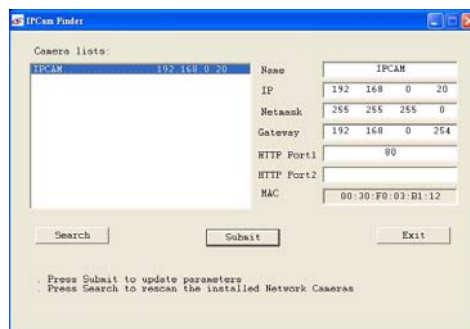 IPCam Finder
Camera lists:
IPCAM 192 168 0 20
Name IPCAM
IP 192 168 0 20
Netmask 255 255 255 0
Gateway 192 168 0 254
HTTP Port1 80
HTTP Port2
MAC 00:30:F0:03:B1:12
Search Submit Exit
. Press Submit to update parameters
. Press Search to rescan the installed Network Cameras